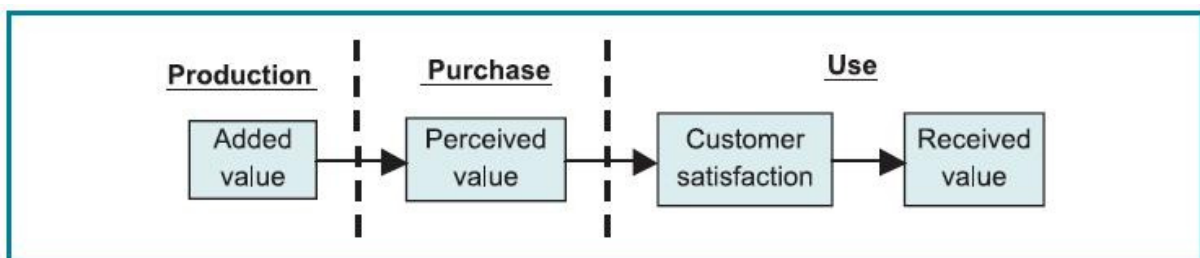 Production
Purchase
Use
Added
value
Perceived
value
Customer
satisfaction
Received
value